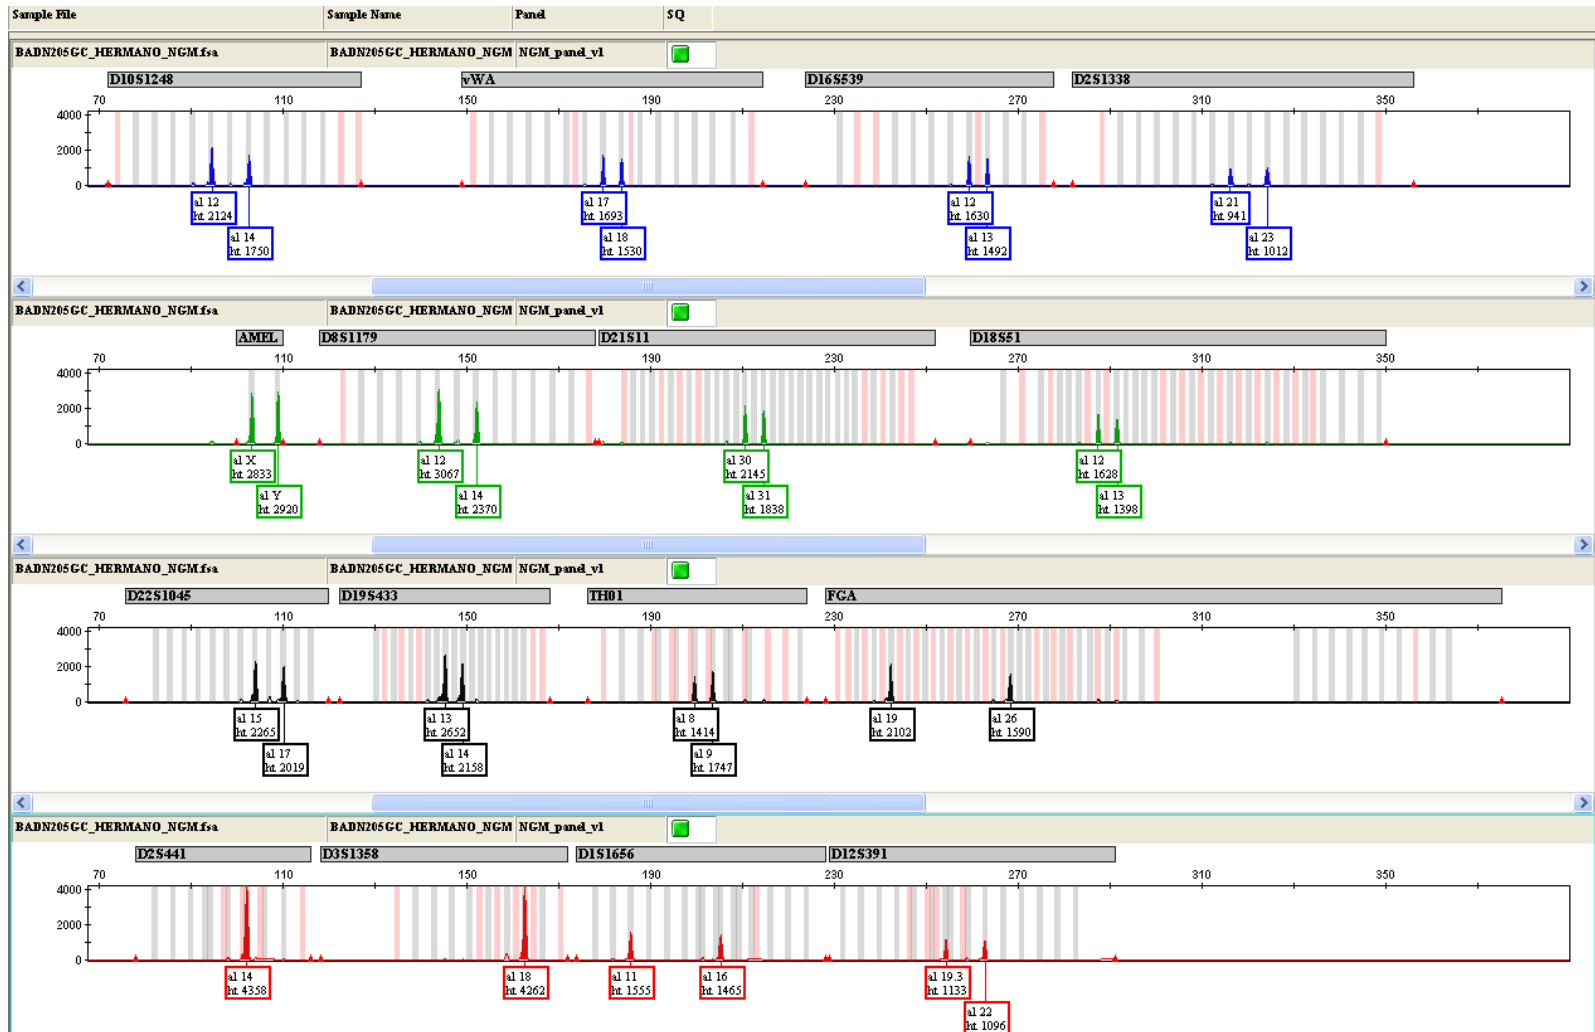 Sample File Sample Name Panel SQ
BADN205GC_HERMANO_NGM.fsa BADN205GC_HERMANO_NGM NGM_panel_v1
D10S1248 vWA D16S539 D2S1338
70 110 150 190 230 270 310 350
4000
2000
0
al 12 al 17 al 12 al 21
ht 2124 ht 1693 ht 1630 ht 941
al 14 al 18 al 13 al 23
ht 1750 ht 1530 ht 1492 ht 1012
BADN205GC_HERMANO_NGM.fsa BADN205GC_HERMANO_NGM NGM_panel_v1
AMEL D8S1179 D21S11 D18S51
70 110 150 190 230 270 310 350
4000
2000
0
al X al 12 al 30 al 12
ht 2833 ht 3067 ht 2145 ht 1628
al Y al 14 al 31 al 13
ht 2920 ht 2370 ht 1838 ht 1398
BADN205GC_HERMANO_NGM.fsa BADN205GC_HERMANO_NGM NGM_panel_v1
D22S1045 D19S433 TH01 FGA
70 110 150 190 230 270 310 350
4000
2000
0
al 15 al 13 al 8 al 19 al 26
ht 2265 ht 2652 ht 1414 ht 2102 ht 1590
al 17 al 14 al 9
ht 2019 ht 2158 ht 1747
BADN205GC_HERMANO_NGM.fsa BADN205GC_HERMANO_NGM NGM_panel_v1
D2S441 D3S1358 D1S1656 D12S391
70 110 150 190 230 270 310 350
4000
2000
0
al 14 al 18 al 11 al 16 al 19.3
ht 4358 ht 4262 ht 1555 ht 1465 ht 1133
al 22
ht 1096